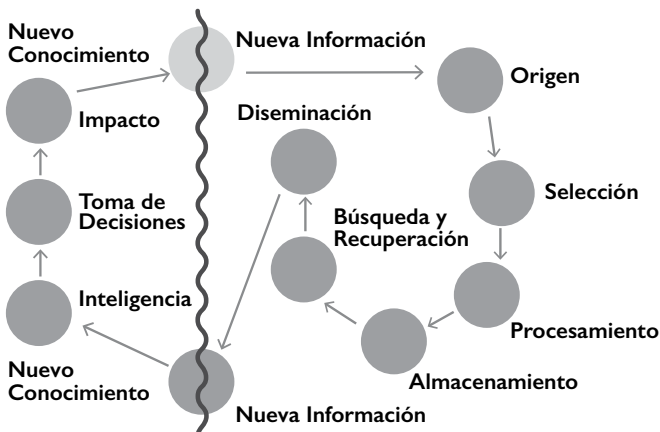 Nuevo
Conocimiento
Nueva Información
Origen
Impacto
Diseminación
Selección
Toma de
Decisiones
Búsqueda y
Recuperación
Inteligencia
Procesamiento
Nuevo
Conocimiento
Almacenamiento
Nueva Información